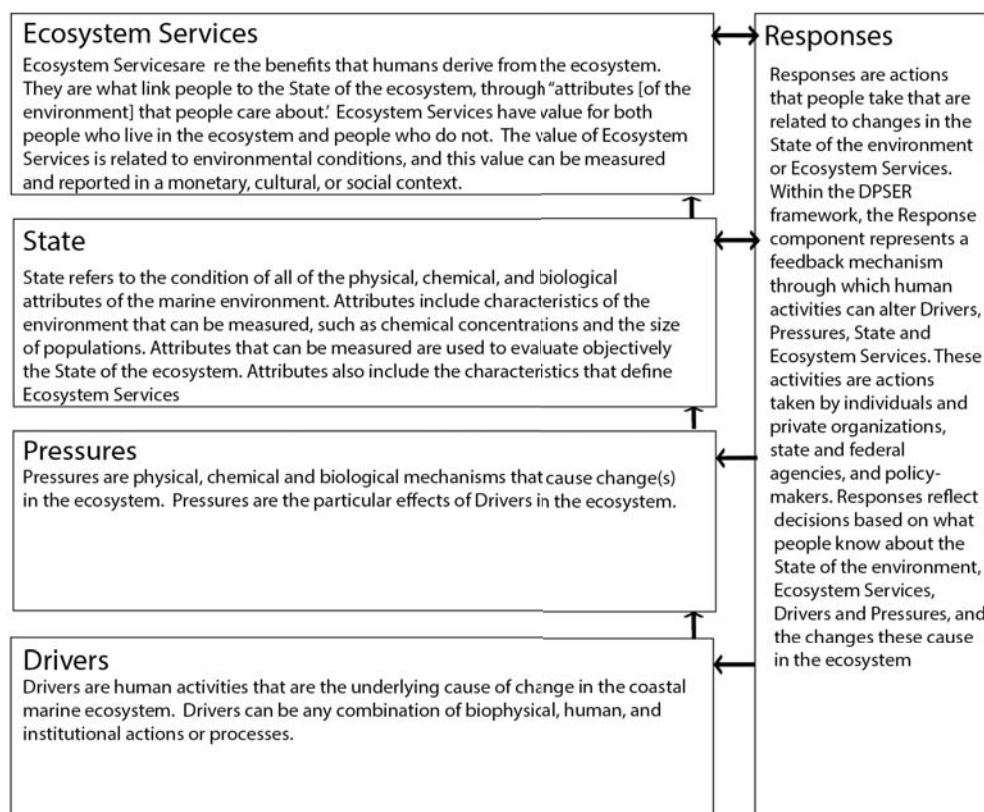 Ecosystem Services
Ecosystem Servicesare re the benefits that humans derive from the ecosystem.
They are what link people to the State of the ecosystem, through “attributes [of the
environment] that people care about.’ Ecosystem Services have value for both
people who live in the ecosystem and people who do not. The value of Ecosystem
Services is related to environmental conditions, and this value can be measured
and reported in a monetary, cultural, or social context.
State
State refers to the condition of all of the physical, chemical, and biological
attributes of the marine environment. Attributes include characteristics of the
environment that can be measured, such as chemical concentrations and the size
of populations. Attributes that can be measured are used to evaluate objectively
the State of the ecosystem. Attributes also include the characteristics that define
Ecosystem Services
Pressures
Pressures are physical, chemical and biological mechanisms that cause change(s)
in the ecosystem. Pressures are the particular effects of Drivers in the ecosystem.
Drivers
Drivers are human activities that are the underlying cause of change in the coastal
marine ecosystem. Drivers can be any combination of biophysical, human, and
institutional actions or processes.
Responses
Responses are actions
that people take that are
related to changes in the
State of the environment
or Ecosystem Services.
Within the DPSER
framework, the Response
component represents a
feedback mechanism
through which human
activities can alter Drivers,
Pressures, State and
Ecosystem Services. These
activities are actions
taken by individuals and
private organizations,
state and federal
agencies, and policy-
makers. Responses reflect
decisions based on what
people know about the
State of the environment,
Ecosystem Services,
Drivers and Pressures, and
the changes these cause
in the ecosystem